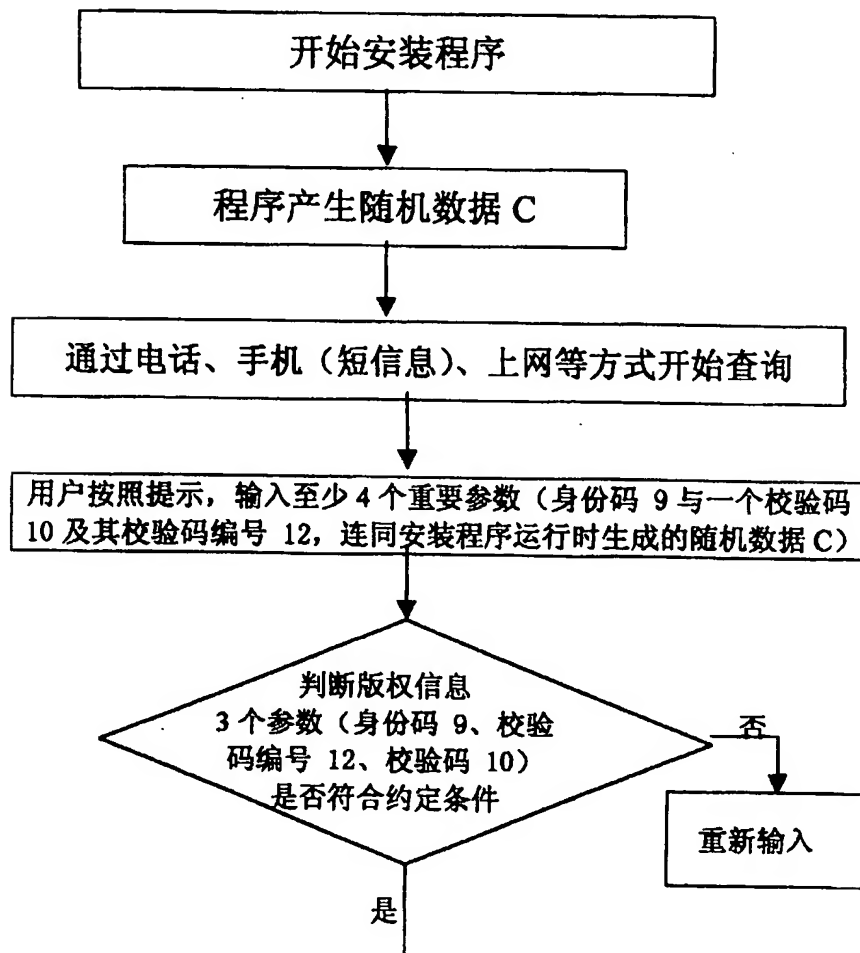 开始安装程序
程序产生随机数据 C
通过电话、手机（短信息）、上网等方式开始查询
用户按照提示，输入至少 4 个重要参数（身份码 9 与一个校验码
10 及其校验码编号 12，连同安装程序运行时生成的随机数据 C）
判断版权信息
3 个参数（身份码 9、校验
码编号 12、校验码 10）
是否符合约定条件
否
重新输入
是